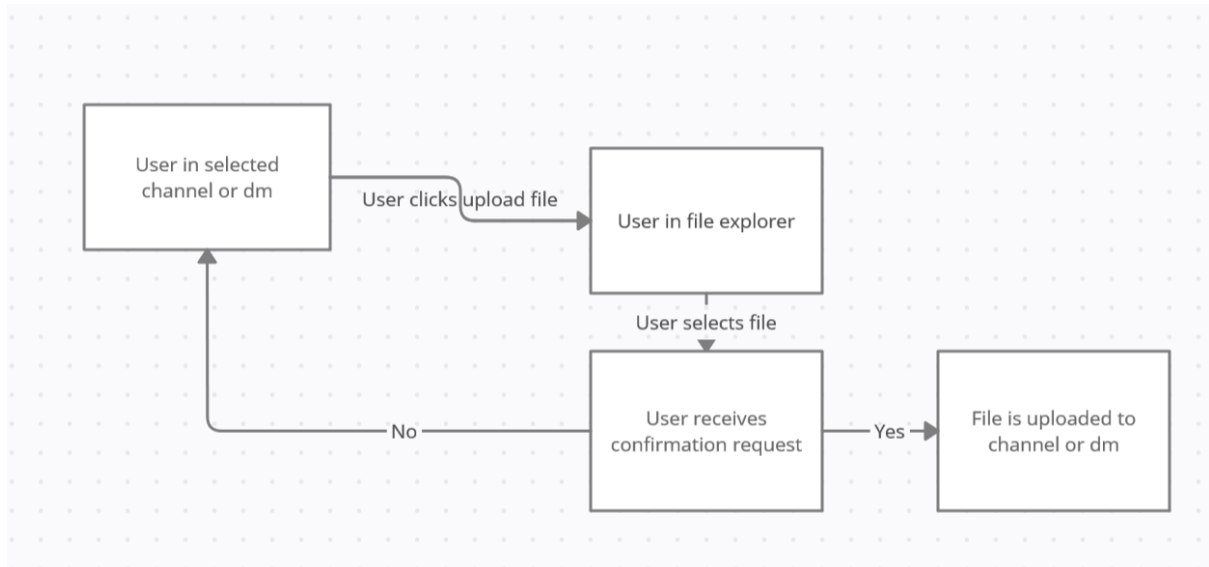 User in selected
channel or dm
User clicks upload file
User in file explorer
User selects file
User receives
confirmation request
No
Yes
File is uploaded to
channel or dm